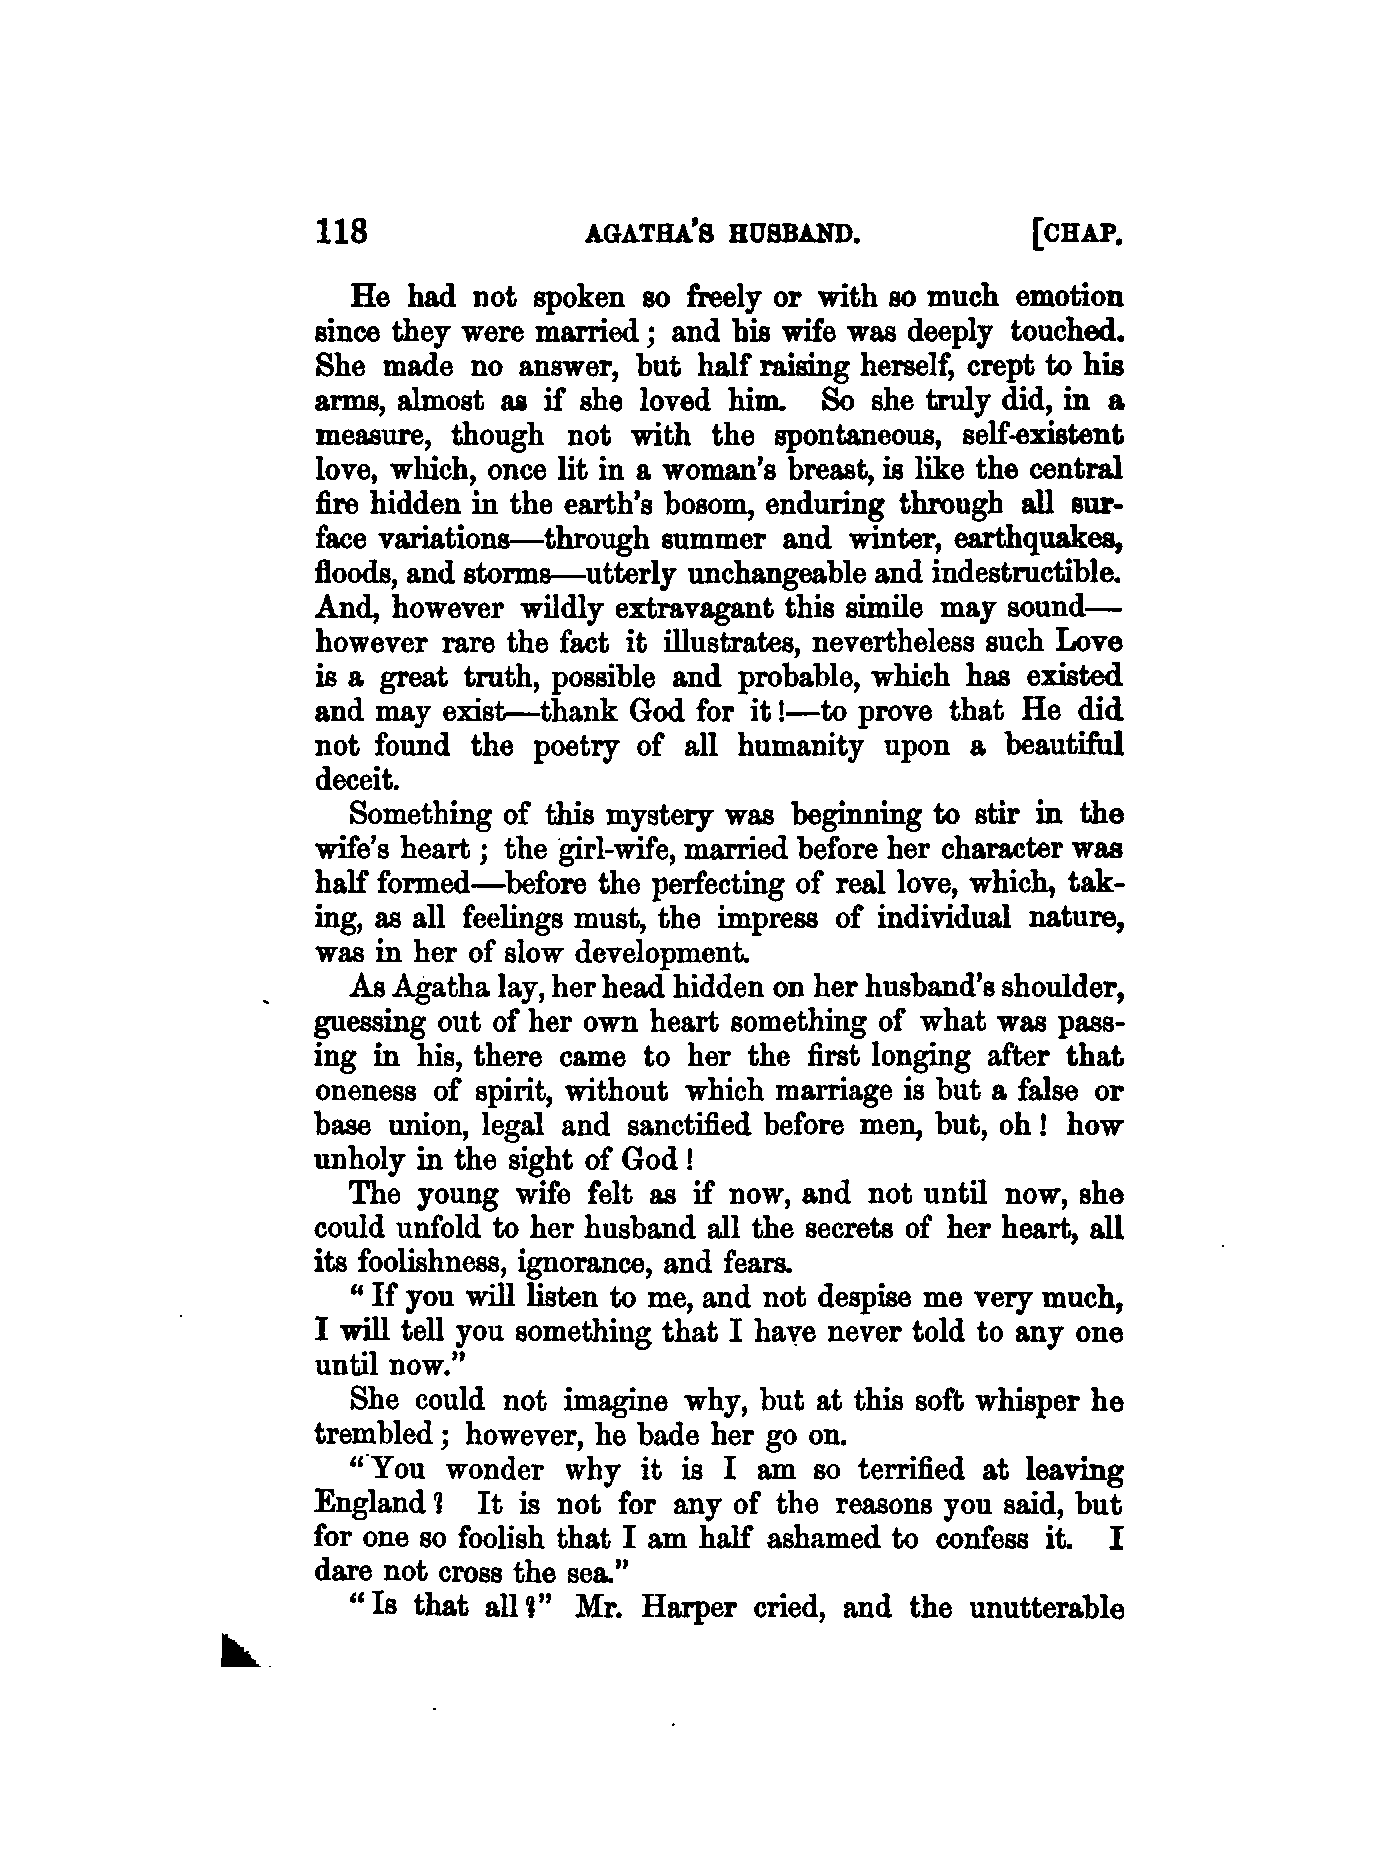 118 AGATHA'S HUSBAND. [CHAP.
He had not spoken so freely or with so much emotion
since they were married; and his wife was deeply touched.
She made no answer, but half raising herself, crept to his
arms, almost as if she loved him. So she truly did, in a
measure, though not with the spontaneous, self-existent
love, which, once lit in a woman's breast, is like the central
fire hidden in the earth's bosom, enduring through all sur-
face variations—through summer and winter, earthquakes,
floods, and storms—utterly unchangeable and indestructible.
And, however wildly extravagant this simile may sound—
however rare the fact it illustrates, nevertheless such Love
is a great truth, possible and probable, which has existed
and may exist—thank God for it!—to prove that He did
not found the poetry of all humanity upon a beautiful
deceit.
Something of this mystery was beginning to stir in the
wife's heart; the girl-wife, married before her character was
half formed—before the perfecting of real love, which, tak-
ing, as all feelings must, the impress of individual nature,
was in her of slow development.
As Agatha lay, her head hidden on her husband's shoulder,
guessing out of her own heart something of what was pass-
ing in his, there came to her the first longing after that
oneness of spirit, without which marriage is but a false or
base union, legal and sanctified before men, but, oh! how
unholy in the sight of God!
The young wife felt as if now, and not until now, she
could unfold to her husband all the secrets of her heart, all
its foolishness, ignorance, and fears.
"If you will listen to me, and not despise me very much,
I will tell you something that I have never told to any one
until now."
She could not imagine why, but at this soft whisper he
trembled; however, he bade her go on.
"You wonder why it is I am so terrified at leaving
England? It is not for any of the reasons you said, but
for one so foolish that I am half ashamed to confess it. I
dare not cross the sea."
"Is that all?" Mr. Harper cried, and the unutterable